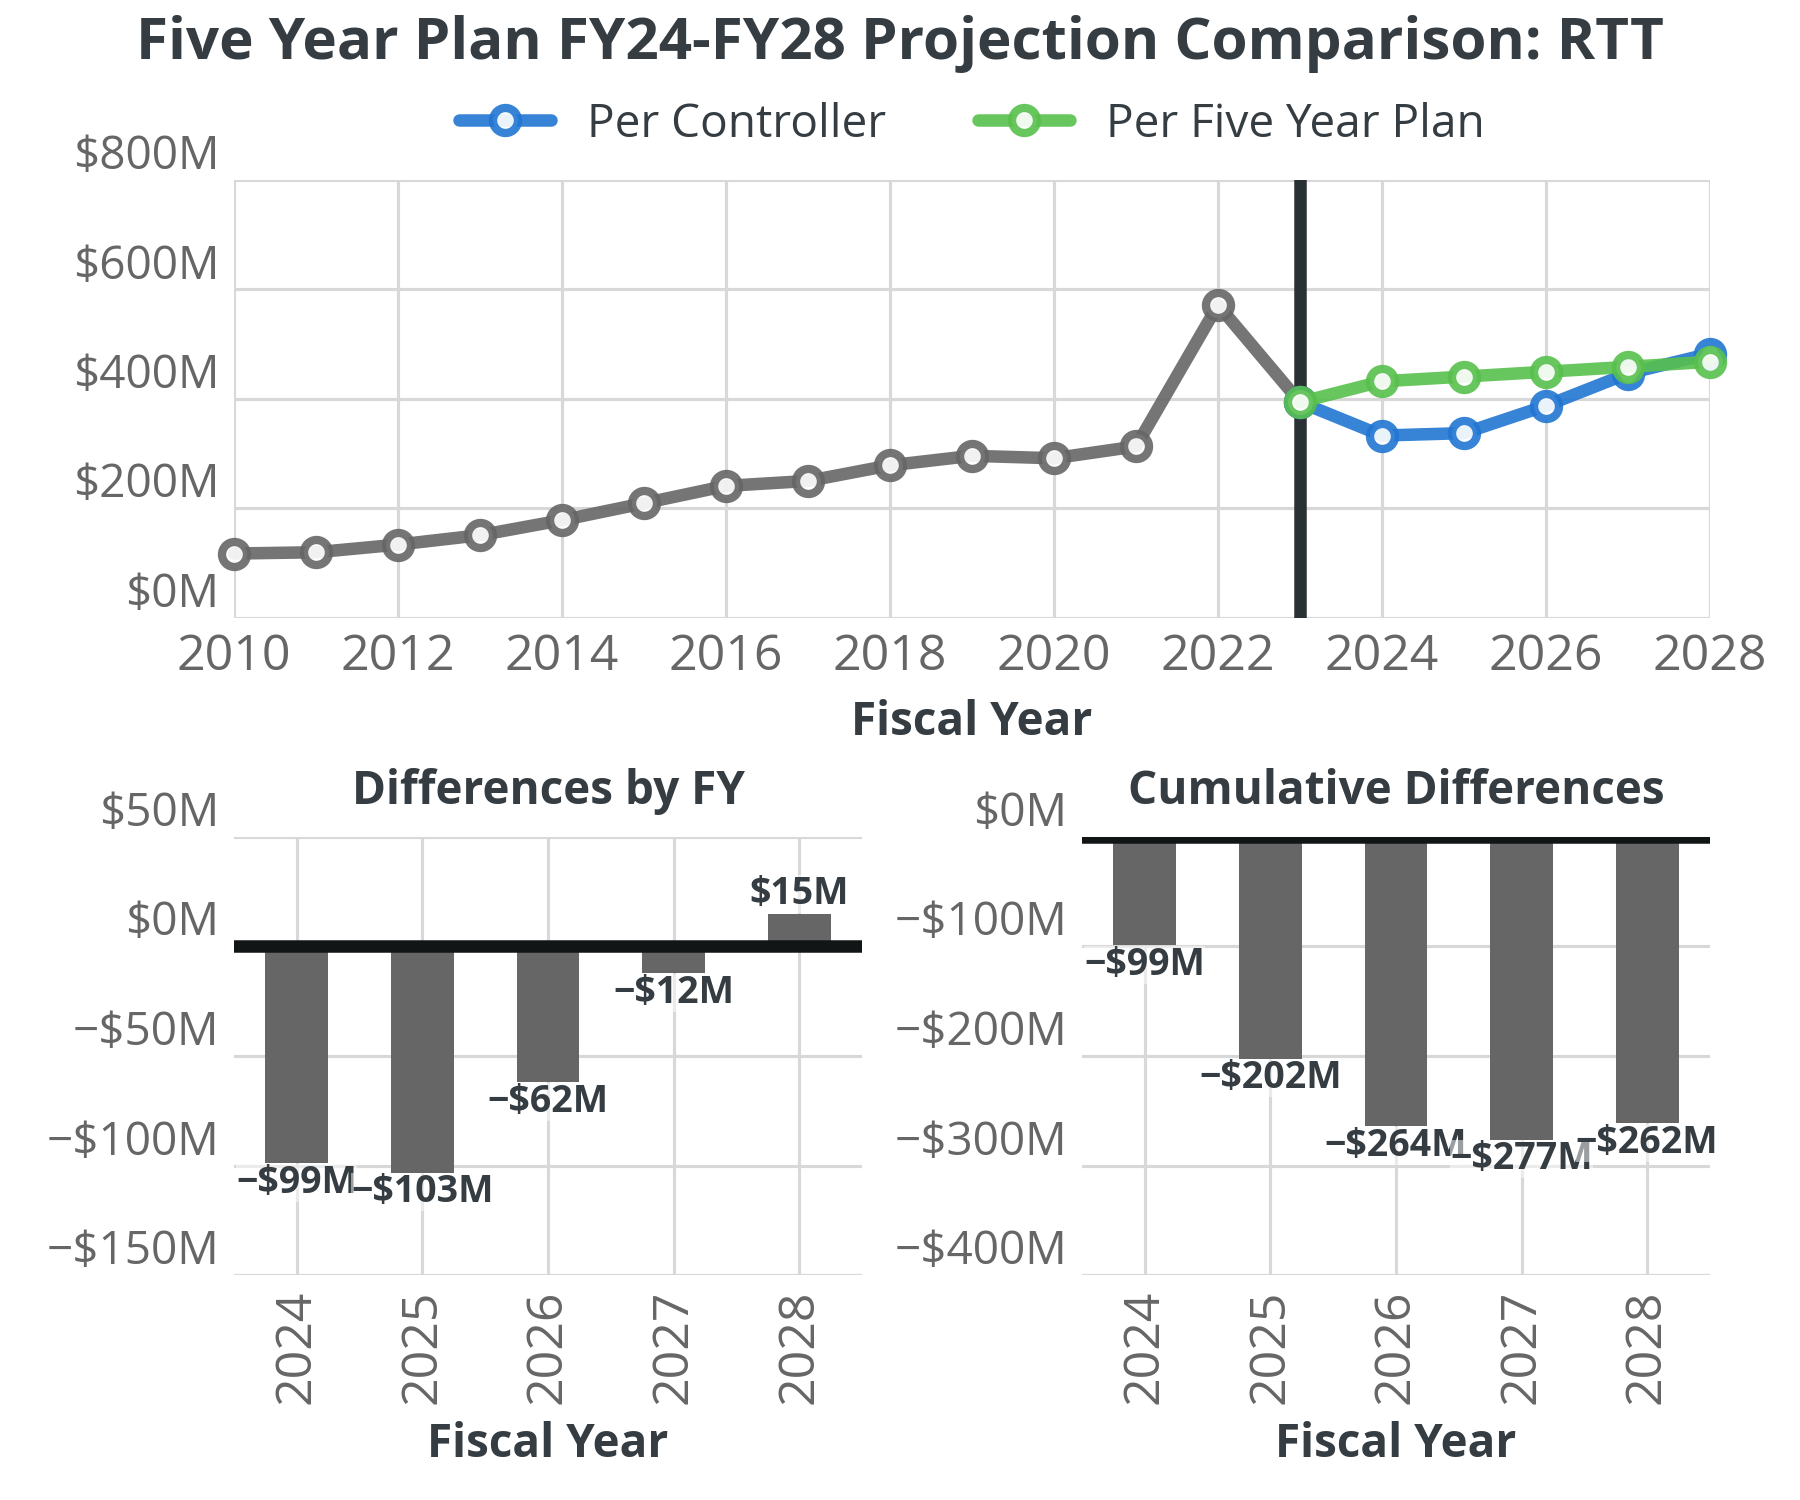 Five Year Plan FY24-FY28 Projection Comparison: RTT
Per Controller
Per Five Year Plan
$800M
$600M
$400M
$200M
$0M
2010 2012 2014 2016 2018 2020 2022 2024 2026 2028
Fiscal Year
Differences by FY
$50M
$0M
−$50M
−$100M
−$150M
−$99M
−$103M
−$62M
−$12M
$15M
2024 2025 2026 2027 2028
Fiscal Year
Cumulative Differences
$0M
−$100M
−$200M
−$300M
−$400M
−$99M
−$202M
−$264M
−$277M
−$262M
2024 2025 2026 2027 2028
Fiscal Year